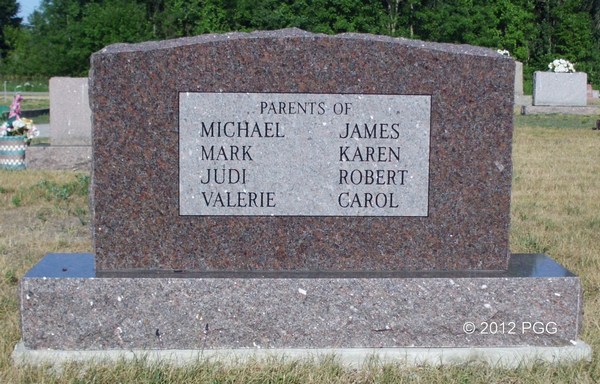 PARENTS OF
MICHAEL JAMES
MARK KAREN
JUDI ROBERT
VALERIE CAROL
© 2012 PGG